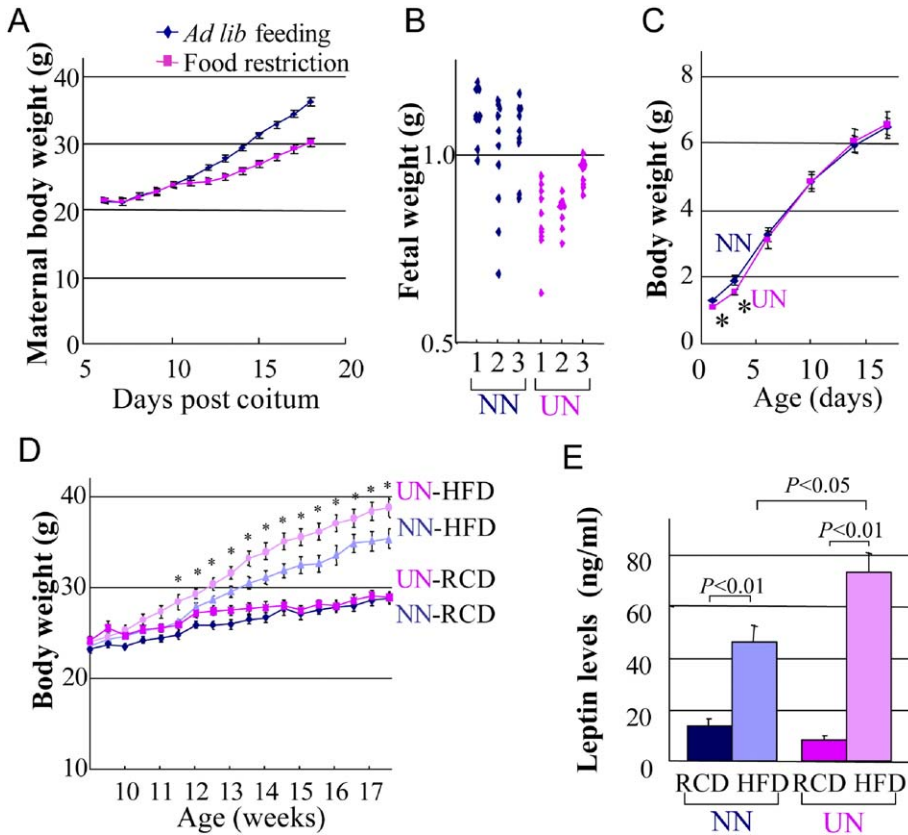 A
Ad lib feeding
Food restriction
Maternal body weight (g)
40
30
20
10
0
5 10 15 20
Days post coitum
B
Fetal weight (g)
1.0
0.5
1 2 3 1 2 3
NN UN
C
Body weight (g)
8
6
4
2
0
NN
UN
* *
0 5 10 15
Age (days)
D
Body weight (g)
40
30
20
10
* * * * * * * * * * * * *
UN-HFD
NN-HFD
UN-RCD
NN-RCD
10 11 12 13 14 15 16 17
Age (weeks)
E
Leptin levels (ng/ml)
80
60
40
20
0
P<0.05
P<0.01
P<0.01
RCD HFD RCD HFD
NN UN